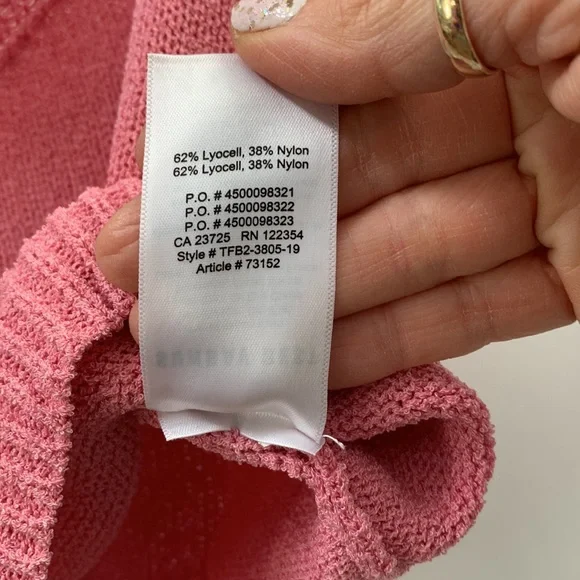 62% Lyocell, 38% Nylon
62% Lyocell, 38% Nylon
P.O. # 4500098321
P.O. # 4500098322
P.O. # 4500098323
CA 23725 RN 122354
Style # TFB2-3805-19
Article # 73152